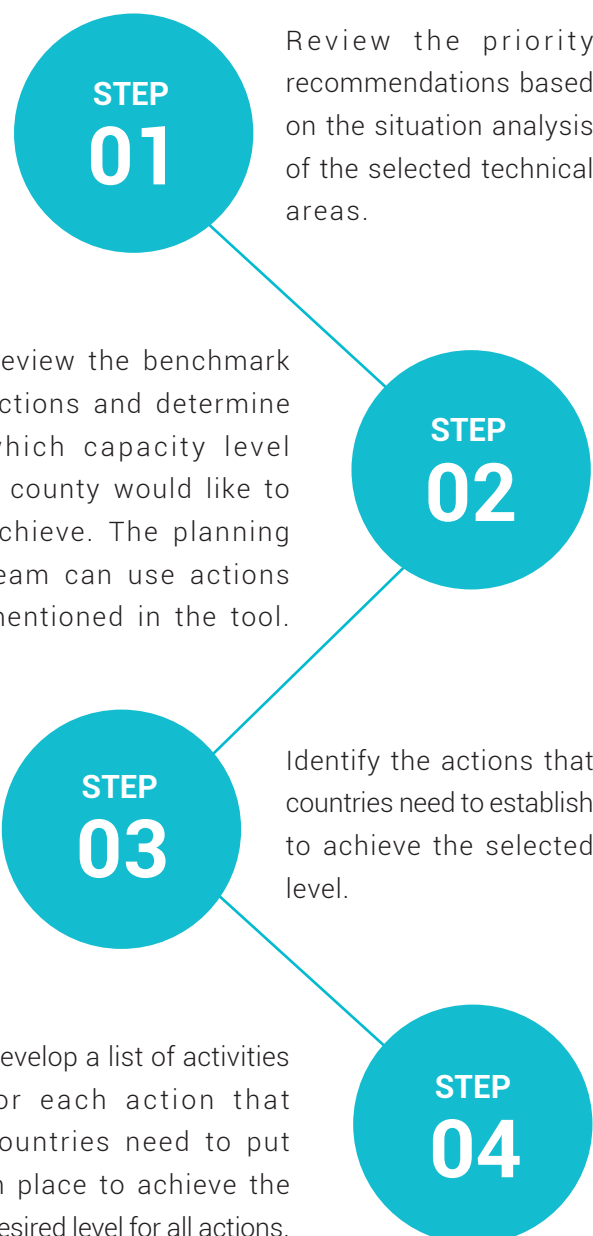 STEP
01
Review the priority
recommendations based
on the situation analysis
of the selected technical
areas.
eview the benchmark
ctions and determine
hich capacity level
county would like to
chieve. The planning
eam can use actions
entioned in the tool.
STEP
02
STEP
03
Identify the actions that
countries need to establish
to achieve the selected
level.
evelop a list of activities
or each action that
ountries need to put
n place to achieve the
esired level for all actions.
STEP
04